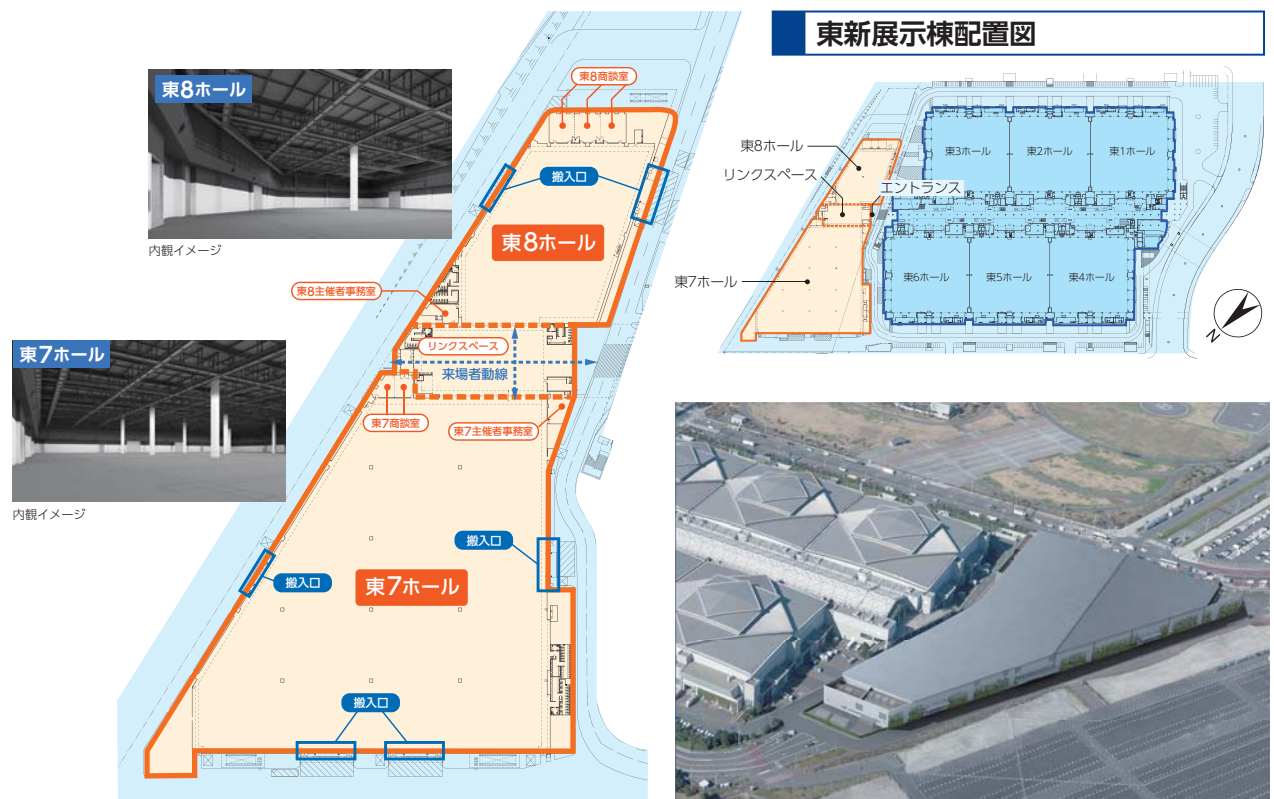 東新展示棟配置図
東8ホール
内観イメージ
東7ホール
内観イメージ
東8商談室
搬入口
東8ホール
東8主催者事務室
リンクスペース
来場者動線
東7商談室
東7主催者事務室
搬入口
搬入口
東7ホール
搬入口
東8ホール
リンクスペース
エントランス
東7ホール
東3ホール
東2ホール
東1ホール
東6ホール
東5ホール
東4ホール
N